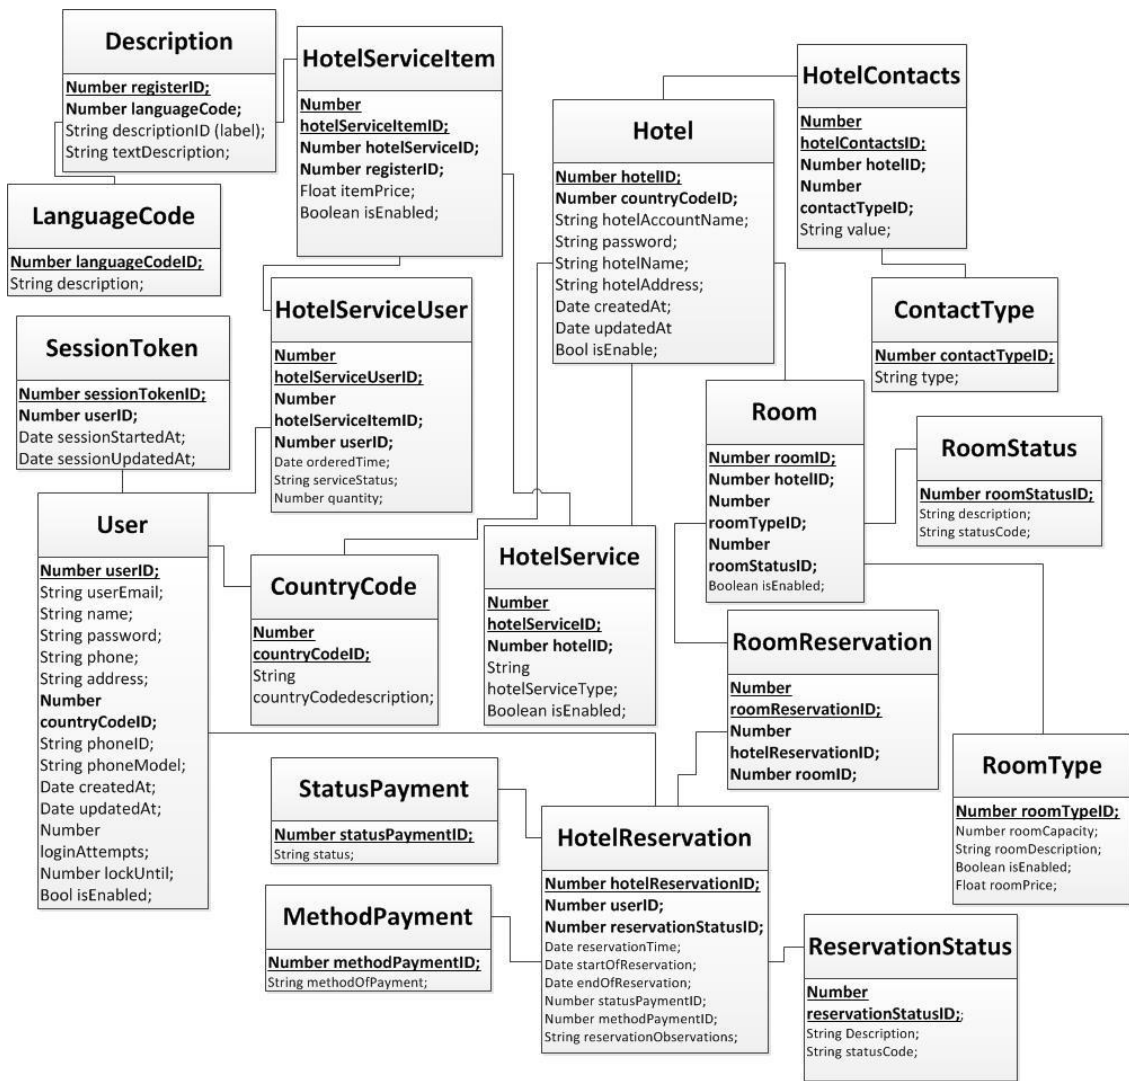 Description
Number registerID;
Number languageCode;
String descriptionID (label);
String textDescription;
HotelServiceItem
Number
hotelServiceItemID;
Number hotelServiceID;
Number registerID;
Float itemPrice;
Boolean isEnabled;
Hotel
Number hotelID;
Number countryCodeID;
String hotelAccountName;
String password;
String hotelName;
String hotelAddress;
Date createdAt;
Date updatedAt
Bool isEnable;
HotelContacts
Number
hotelContactsID;
Number hotelID;
Number
contactTypeID;
String value;
LanguageCode
Number languageCodeID;
String description;
HotelServiceUser
Number
hotelServiceUserID;
Number
hotelServiceItemID;
Number userID;
Date orderedTime;
String serviceStatus;
Number quantity;
ContactType
Number contactTypeID;
String type;
SessionToken
Number sessionTokenID;
Number userID;
Date sessionStartedAt;
Date sessionUpdatedAt;
Room
Number roomID;
Number hotelID;
Number
roomTypeID;
Number
roomStatusID;
Boolean isEnabled;
RoomStatus
Number roomStatusID;
String description;
String statusCode;
User
Number userID;
String userEmail;
String name;
String password;
String phone;
String address;
Number
countryCodeID;
String phoneID;
String phoneModel;
Date createdAt;
Date updatedAt;
Number
loginAttempts;
Number lockUntil;
Bool isEnabled;
CountryCode
Number
countryCodeID;
String
countryCodedescription;
HotelService
Number
hotelServiceID;
Number hotelID;
String
hotelServiceType;
Boolean isEnabled;
RoomReservation
Number
roomReservationID;
Number
hotelReservationID;
Number roomID;
RoomType
Number roomTypeID;
Number roomCapacity;
String roomDescription;
Boolean isEnabled;
Float roomPrice;
StatusPayment
Number statusPaymentID;
String status;
HotelReservation
Number hotelReservationID;
Number userID;
Number reservationStatusID;
Date reservationTime;
Date startOfReservation;
Date endOfReservation;
Number statusPaymentID;
Number methodPaymentID;
String reservationObservations;
MethodPayment
Number methodPaymentID;
String methodOfPayment;
ReservationStatus
Number
reservationStatusID;;
String Description;
String statusCode;